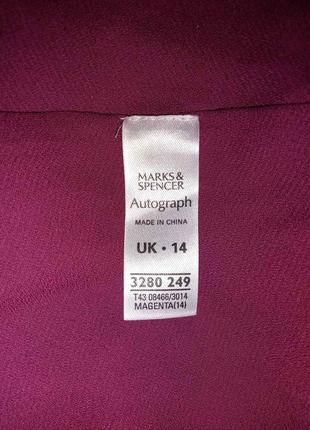 MARKS &
SPENCER
Autograph
MADE IN CHINA
UK • 14
3280 249
T43 08466/3014
MAGENTA(14)